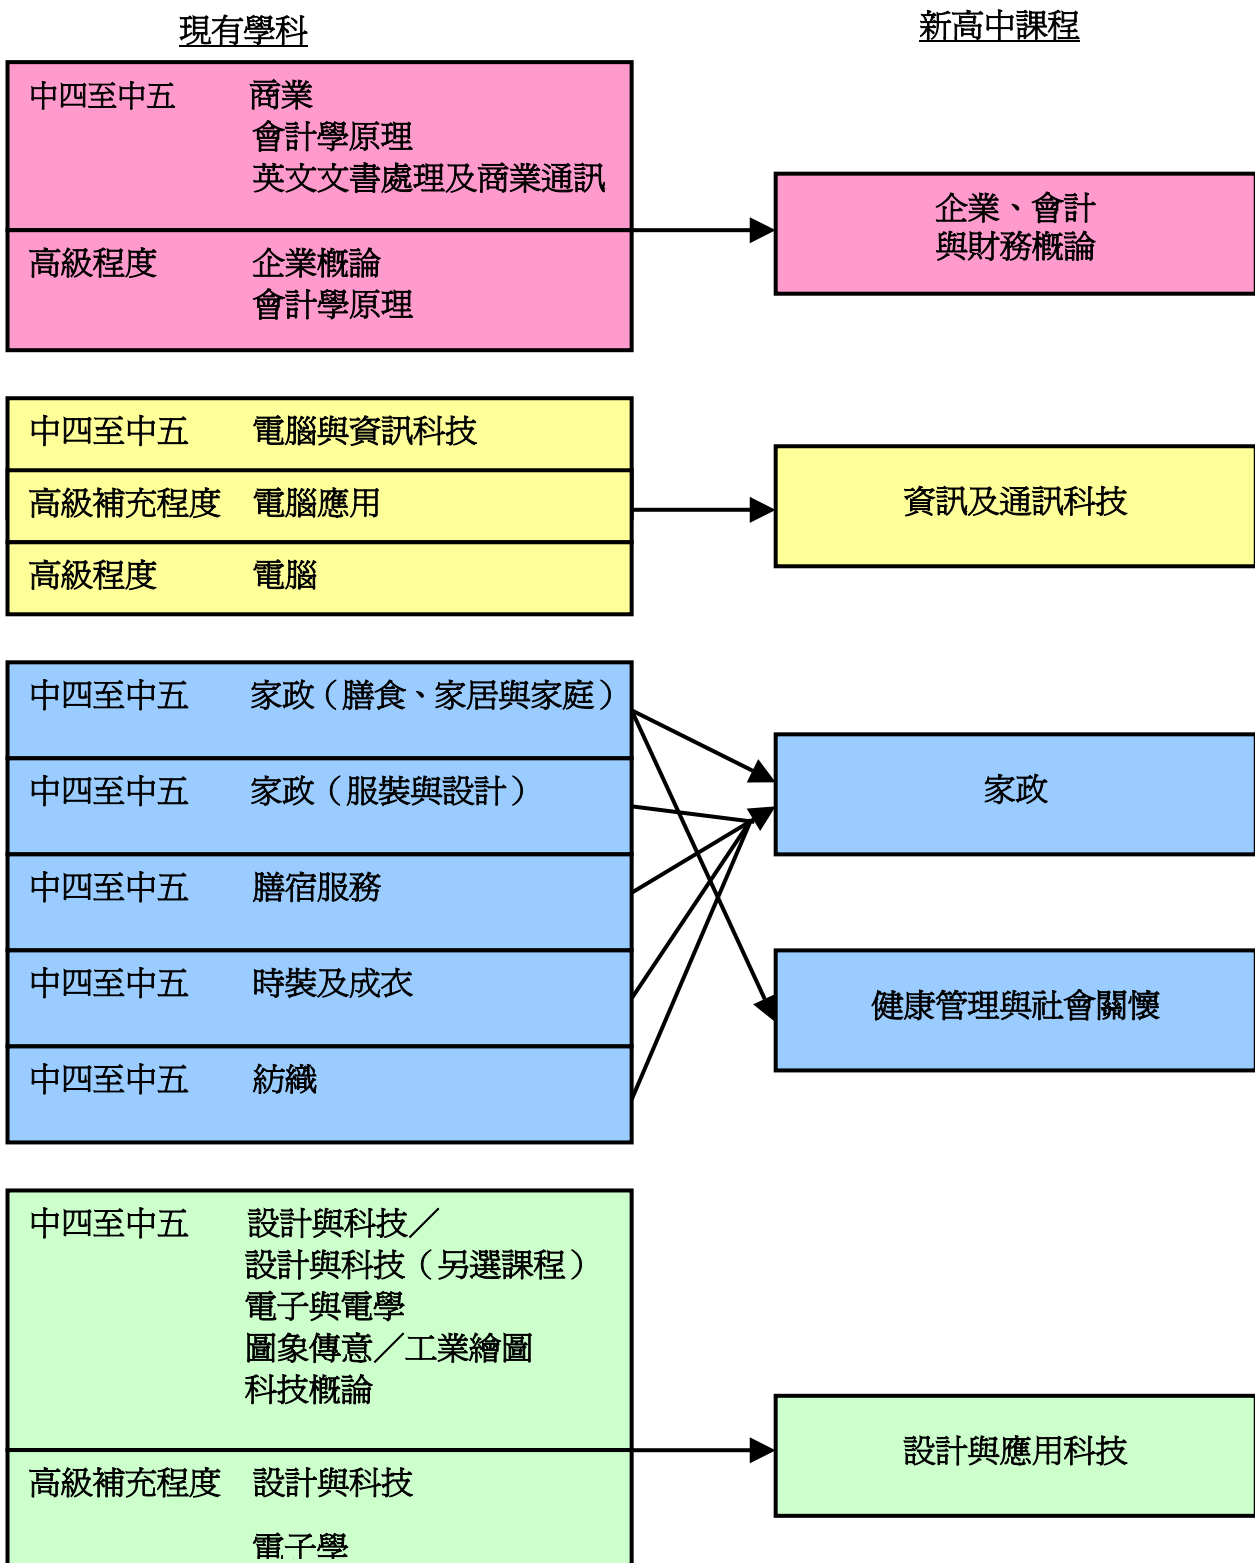 現有學科
新高中課程
中四至中五 商業
會計學原理
英文文書處理及商業通訊
高級程度 企業概論
會計學原理
企業、會計
與財務概論
中四至中五 電腦與資訊科技
高級補充程度 電腦應用
高級程度 電腦
資訊及通訊科技
中四至中五 家政（膳食、家居與家庭）
中四至中五 家政（服裝與設計）
中四至中五 膳宿服務
中四至中五 時裝及成衣
中四至中五 紡織
家政
健康管理與社會關懷
中四至中五 設計與科技／
設計與科技（另選課程）
電子與電學
圖象傳意／工業繪圖
科技概論
高級補充程度 設計與科技
電子學
設計與應用科技